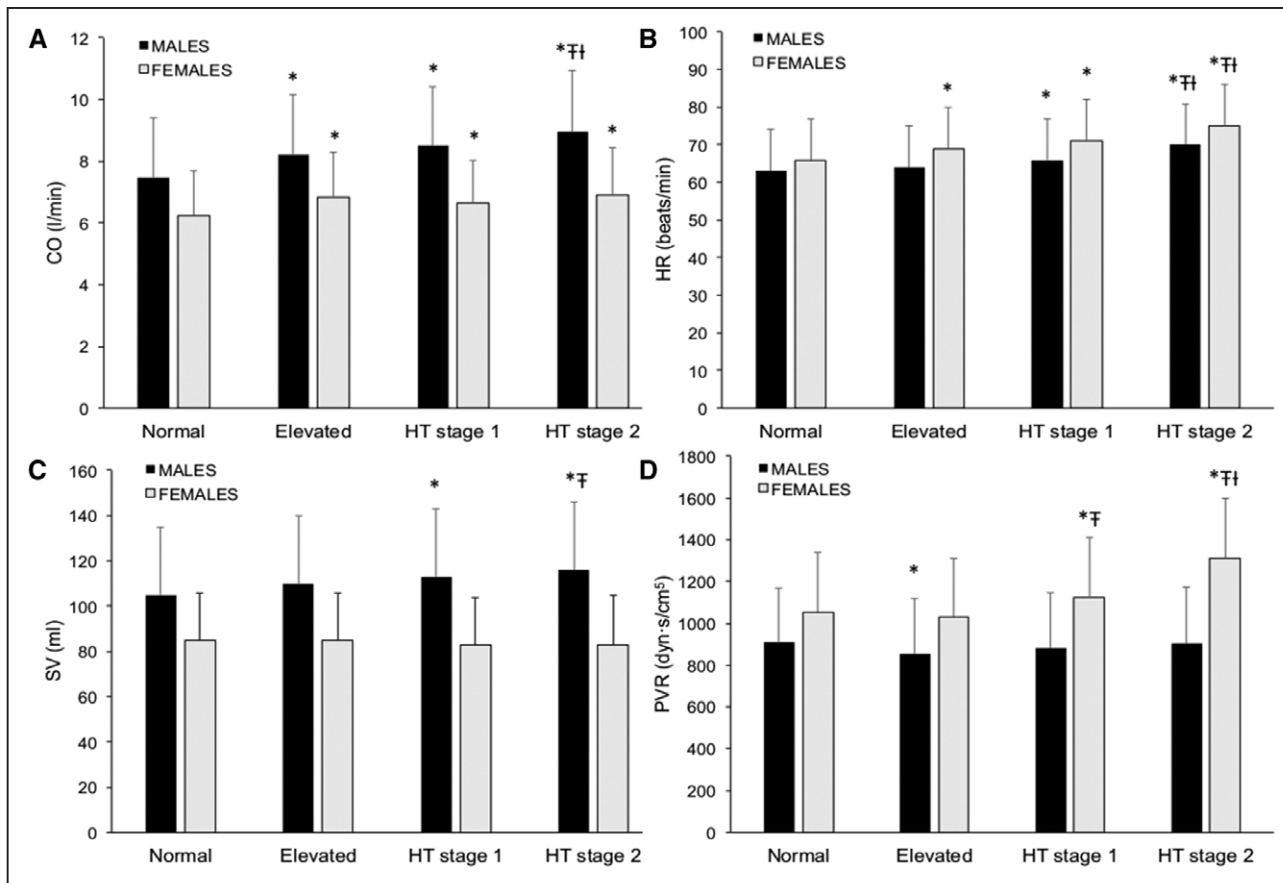 A
CO (l/min)
12
10
8
6
4
2
0
MALES
FEMALES
*
*
*
*
*ŦƗ
*
Normal Elevated HT stage 1 HT stage 2
B
HR (beats/min)
100
90
80
70
60
50
40
30
20
10
0
MALES
FEMALES
*
*
*
*ŦƗ
*ŦƗ
Normal Elevated HT stage 1 HT stage 2
C
SV (ml)
160
140
120
100
80
60
40
20
0
MALES
FEMALES
*
*Ŧ
Normal Elevated HT stage 1 HT stage 2
D
PVR (dyn·s/cm⁵)
1800
1600
1400
1200
1000
800
600
400
200
0
MALES
FEMALES
*
*Ŧ
*ŦƗ
Normal Elevated HT stage 1 HT stage 2